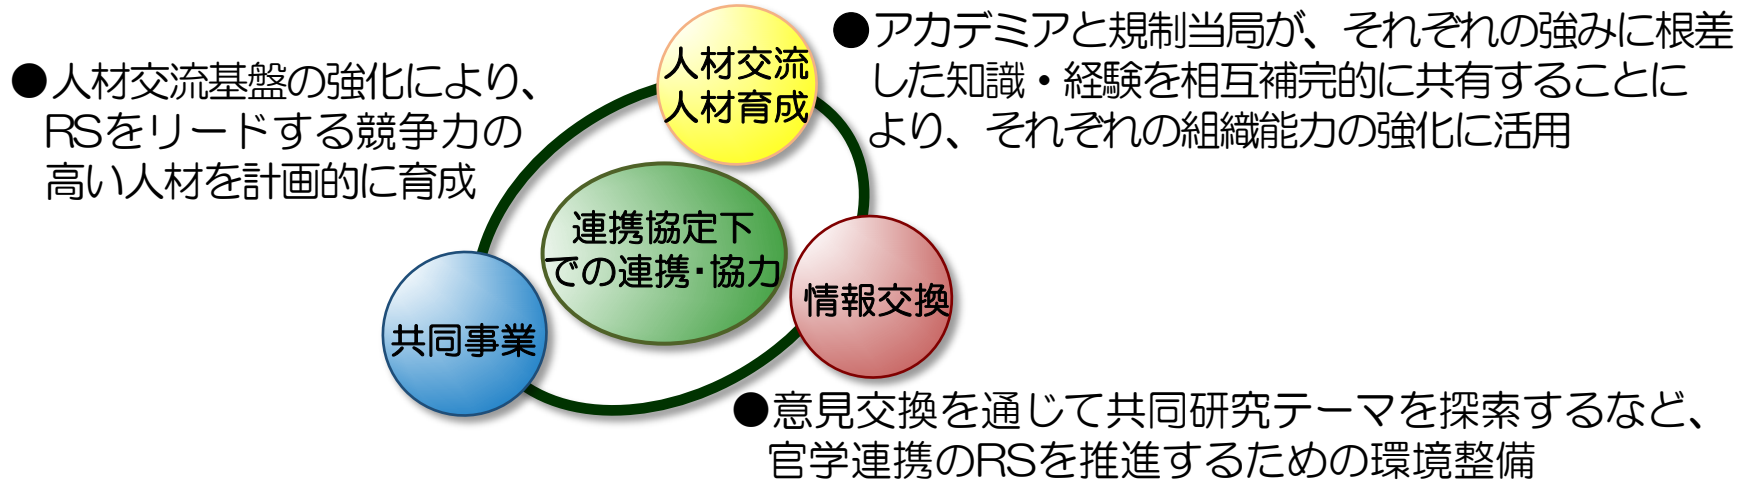 ●人材交流基盤の強化により、
RSをリードする競争力の
高い人材を計画的に育成
人材交流
人材育成
●アカデミアと規制当局が、それぞれの強みに根差
した知識・経験を相互補完的に共有することに
より、それぞれの組織能力の強化に活用
連携協定下
での連携・協力
共同事業
情報交換
●意見交換を通じて共同研究テーマを探索するなど、
官学連携のRSを推進するための環境整備